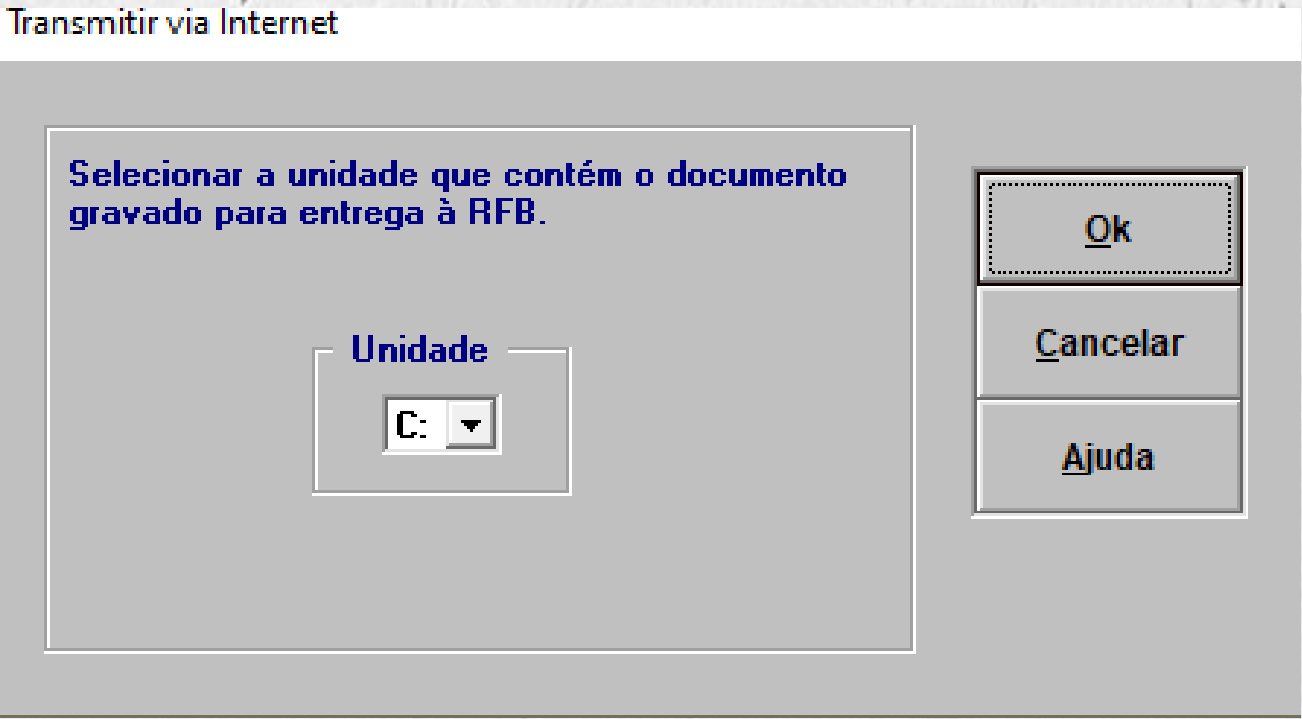 Transmitir via Internet
Selecionar a unidade que contém o documento
gravado para entrega à RFB.
Unidade
C:
Ok
Cancelar
Ajuda